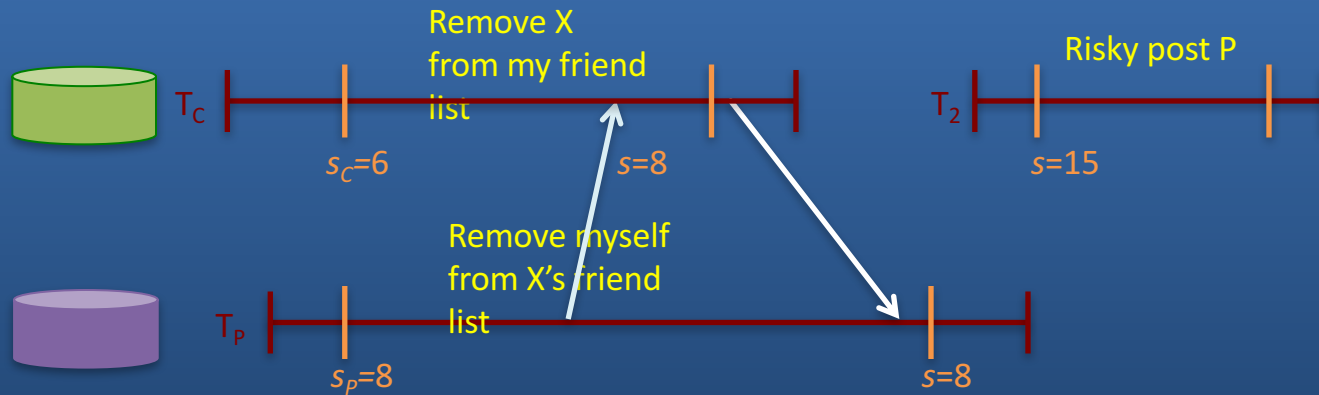 Remove X
from my friend
list
Risky post P
T_C
T_2
s_C=6
s=8
s=15
Remove myself
from X's friend
list
T_P
s_P=8
s=8